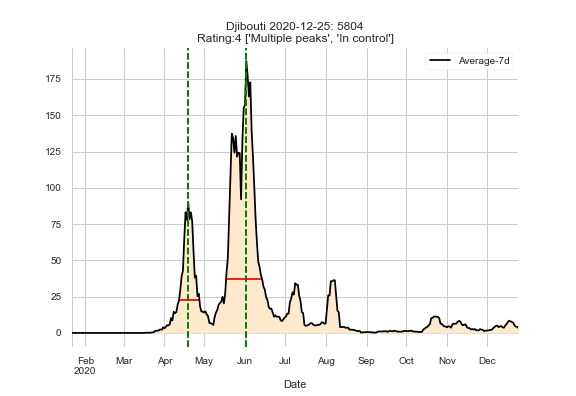 Djibouti 2020-12-25: 5804
Rating:4 ['Multiple peaks', 'In control']
Average-7d
175
150
125
100
75
50
25
0
Feb Mar Apr May Jun Jul Aug Sep Oct Nov Dec
2020
Date